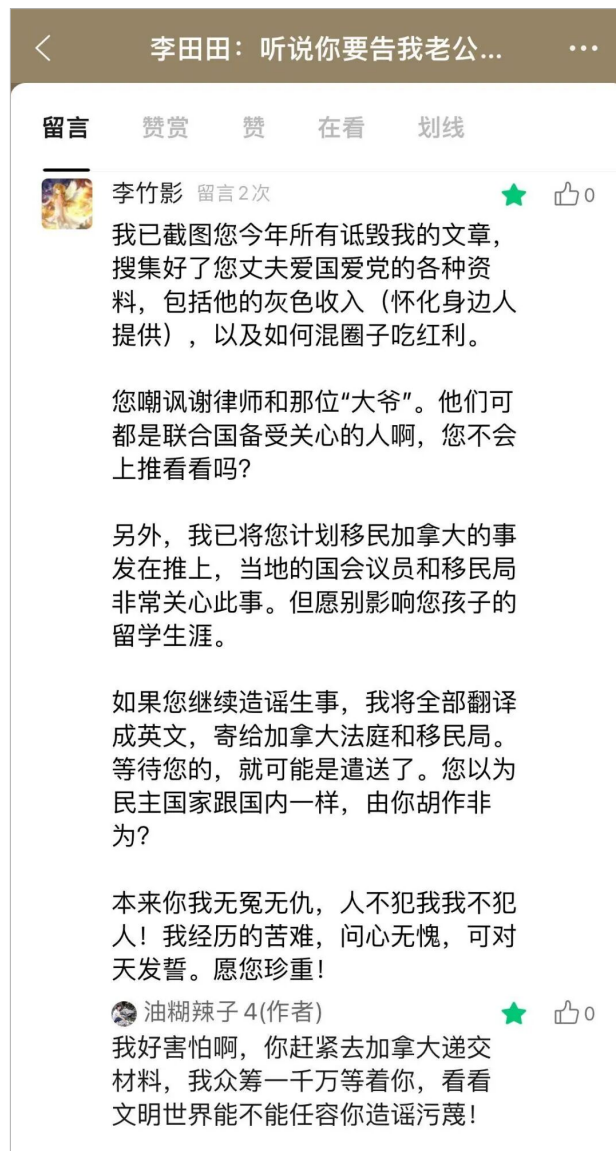 李田田：听说你要告我老公...
留言 赞赏 赞 在看 划线
李竹影 留言2次 0
我已截图您今年所有诋毁我的文章，
搜集好了您丈夫爱国爱党的各种资
料，包括他的灰色收入（怀化身边人
提供），以及如何混圈子吃红利。
您嘲讽谢律师和那位“大爷”。他们可
都是联合国备受关心的人啊，您不会
上推看看吗？
另外，我已将您计划移民加拿大的事
发在推上，当地的国会议员和移民局
非常关心此事。但愿别影响您孩子的
留学生涯。
如果您继续造谣生事，我将全部翻译
成英文，寄给加拿大法庭和移民局。
等待您的，就可能是遣送了。您以为
民主国家跟国内一样，由你胡作非
为？
本来你我无冤无仇，人不犯我我不犯
人！我经历的苦难，问心无愧，可对
天发誓。愿您珍重！
油糊辣子4(作者) 0
我好害怕啊，你赶紧去加拿大递交
材料，我众筹一千万等着你，看看
文明世界能不能任容你造谣污蔑！